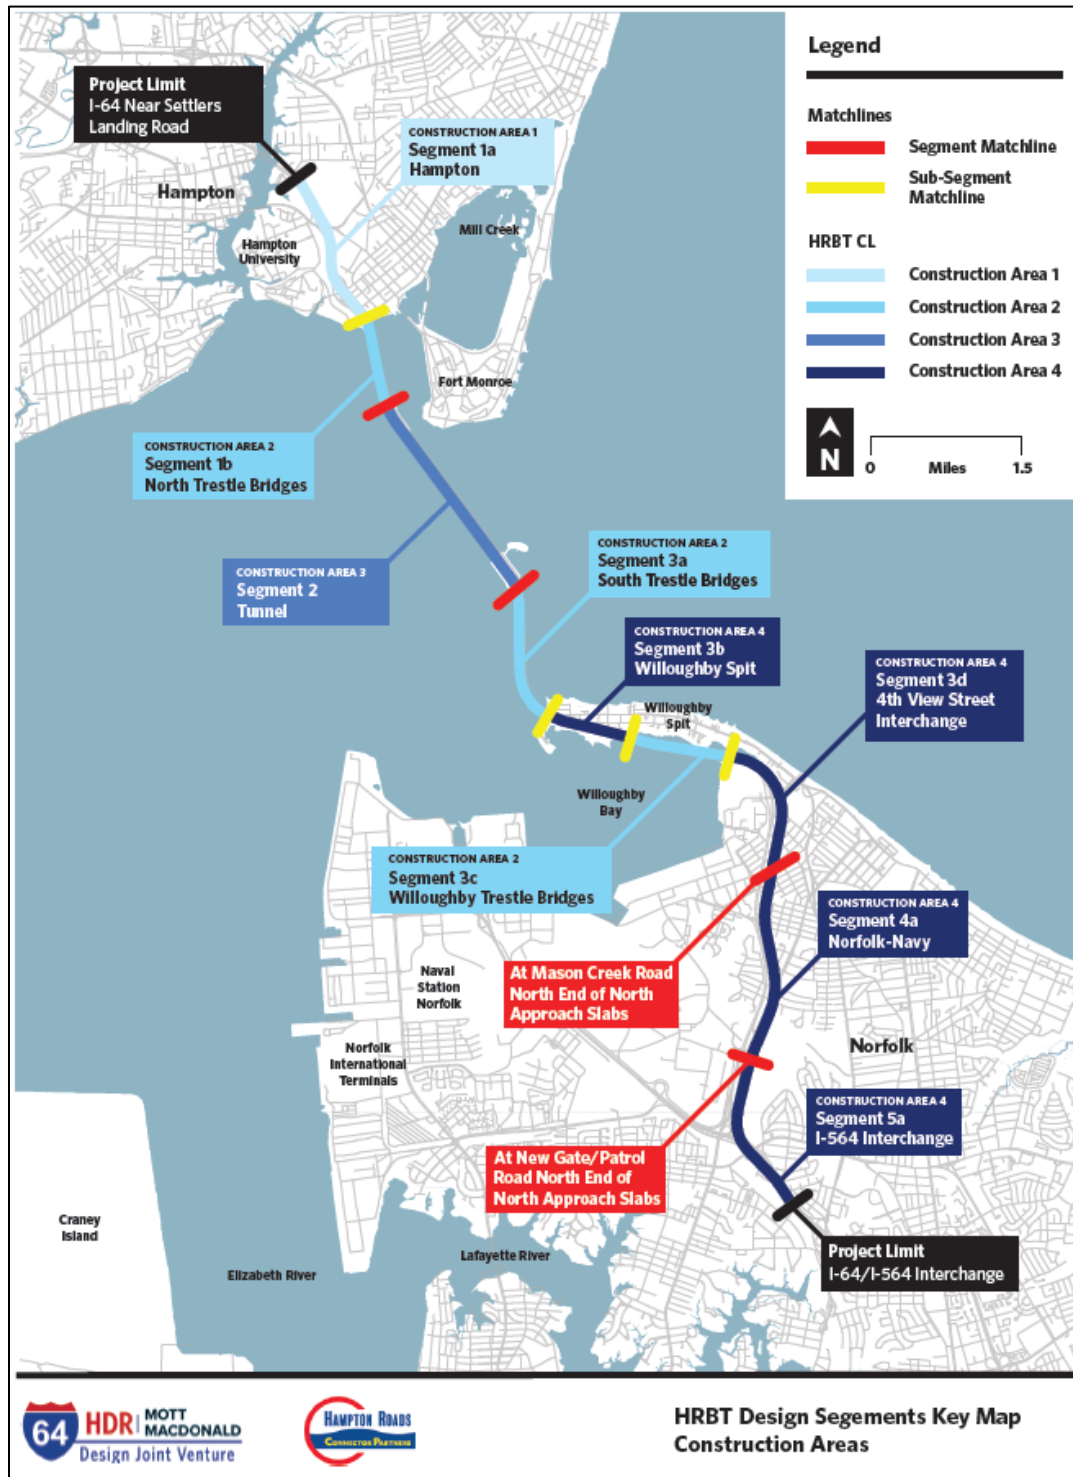 Project Limit
I-64 Near Settlers
Landing Road
CONSTRUCTION AREA 1
Segment 1a
Hampton
Hampton
Hampton
University
Mill Creek
Fort Monroe
CONSTRUCTION AREA 2
Segment 1b
North Trestle Bridges
CONSTRUCTION AREA 3
Segment 2
Tunnel
CONSTRUCTION AREA 2
Segment 3a
South Trestle Bridges
CONSTRUCTION AREA 4
Segment 3b
Willoughby Spit
CONSTRUCTION AREA 4
Segment 3d
4th View Street
Interchange
Willoughby
Spit
Willoughby
Bay
CONSTRUCTION AREA 2
Segment 3c
Willoughby Trestle Bridges
CONSTRUCTION AREA 4
Segment 4a
Norfolk-Navy
At Mason Creek Road
North End of North
Approach Slabs
Naval
Station
Norfolk
Norfolk
International
Terminals
Norfolk
CONSTRUCTION AREA 4
Segment 5a
I-564 Interchange
At New Gate/Patrol
Road North End of
North Approach Slabs
Project Limit
I-64/I-564 Interchange
Craney
Island
Elizabeth River
Lafayette River
Legend
Matchlines
Segment Matchline
Sub-Segment
Matchline
HRBT CL
Construction Area 1
Construction Area 2
Construction Area 3
Construction Area 4
N
0 Miles 1.5
64 HDR MOTT
MACDONALD
Design Joint Venture
HAMPTON ROADS
CONNECTOR PARTNERS
HRBT Design Segements Key Map
Construction Areas